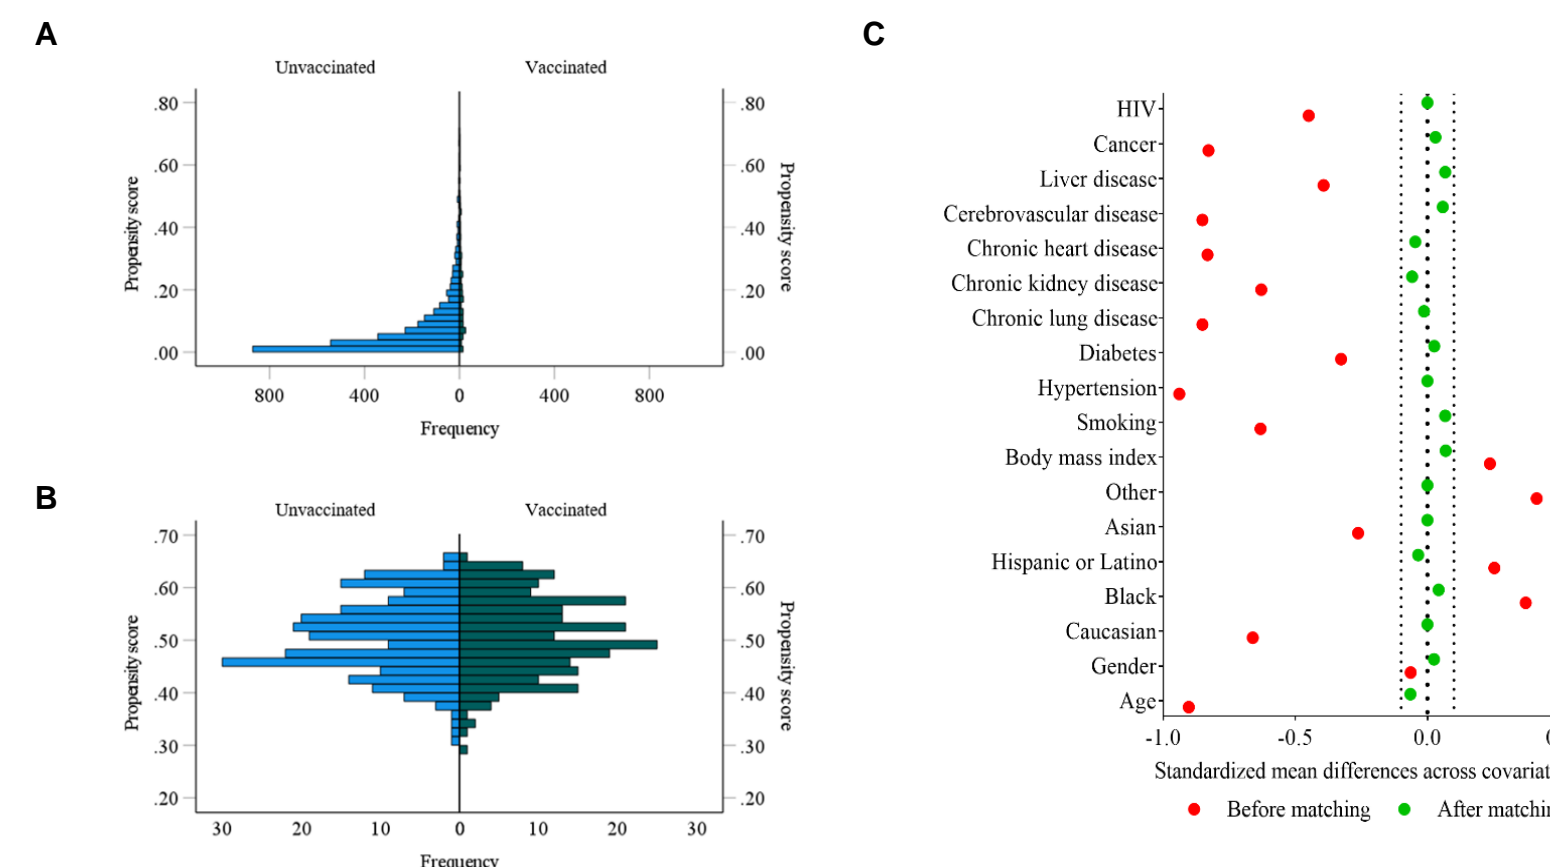 A
Unvaccinated Vaccinated
.80 .80
.60 .60
.40 .40
.20 .20
.00 .00
Propensity score
Propensity score
800 400 0 400 800
Frequency
B
Unvaccinated Vaccinated
.70 .70
.60 .60
.50 .50
.40 .40
.30 .30
.20 .20
Propensity score
Propensity score
30 20 10 0 10 20 30
Frequency
C
HIV
Cancer
Liver disease
Cerebrovascular disease
Chronic heart disease
Chronic kidney disease
Chronic lung disease
Diabetes
Hypertension
Smoking
Body mass index
Other
Asian
Hispanic or Latino
Black
Caucasian
Gender
Age
-1.0 -0.5 0.0
Standardized mean differences across covariat
Before matching After matchin